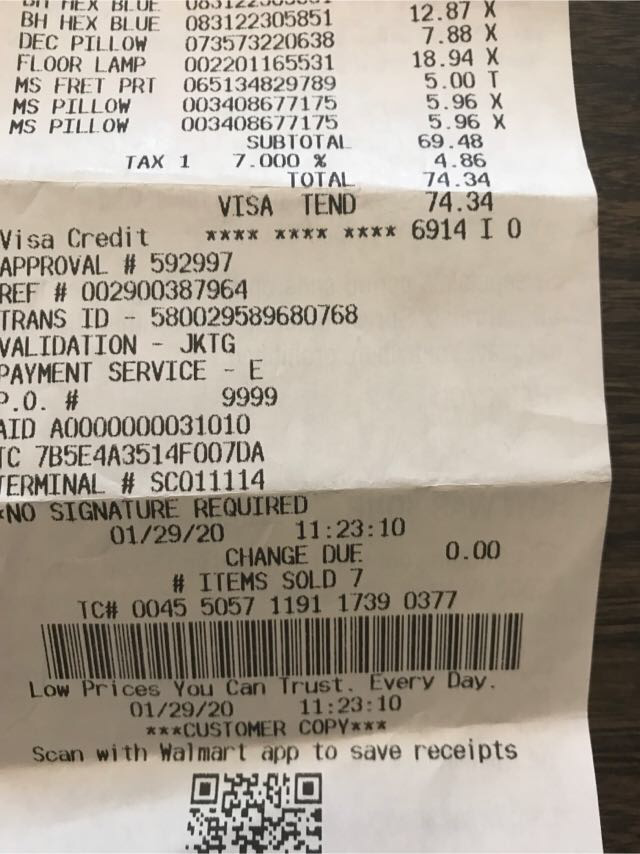 BH HEX BLUE
BH HEX BLUE 083122305851 12.87 X
DEC PILLOW 073573220638 7.88 X
FLOOR LAMP 002201165531 18.94 X
MS FRET PRT 065134829789 5.00 T
MS PILLOW 003408677175 5.96 X
MS PILLOW 003408677175 5.96 X
SUBTOTAL 69.48
TAX 1 7.000 % 4.86
TOTAL 74.34
VISA TEND 74.34
Visa Credit **** **** **** 6914 I 0
APPROVAL # 592997
REF # 002900387964
TRANS ID - 580029589680768
VALIDATION - JKTG
PAYMENT SERVICE - E
P.O. # 9999
AID A0000000031010
TC 7B5E4A3514F007DA
TERMINAL # SC011114
*NO SIGNATURE REQUIRED
01/29/20 11:23:10
CHANGE DUE 0.00
# ITEMS SOLD 7
TC# 0045 5057 1191 1739 0377
Low Prices You Can Trust. Every Day.
01/29/20 11:23:10
***CUSTOMER COPY***
Scan with Walmart app to save receipts